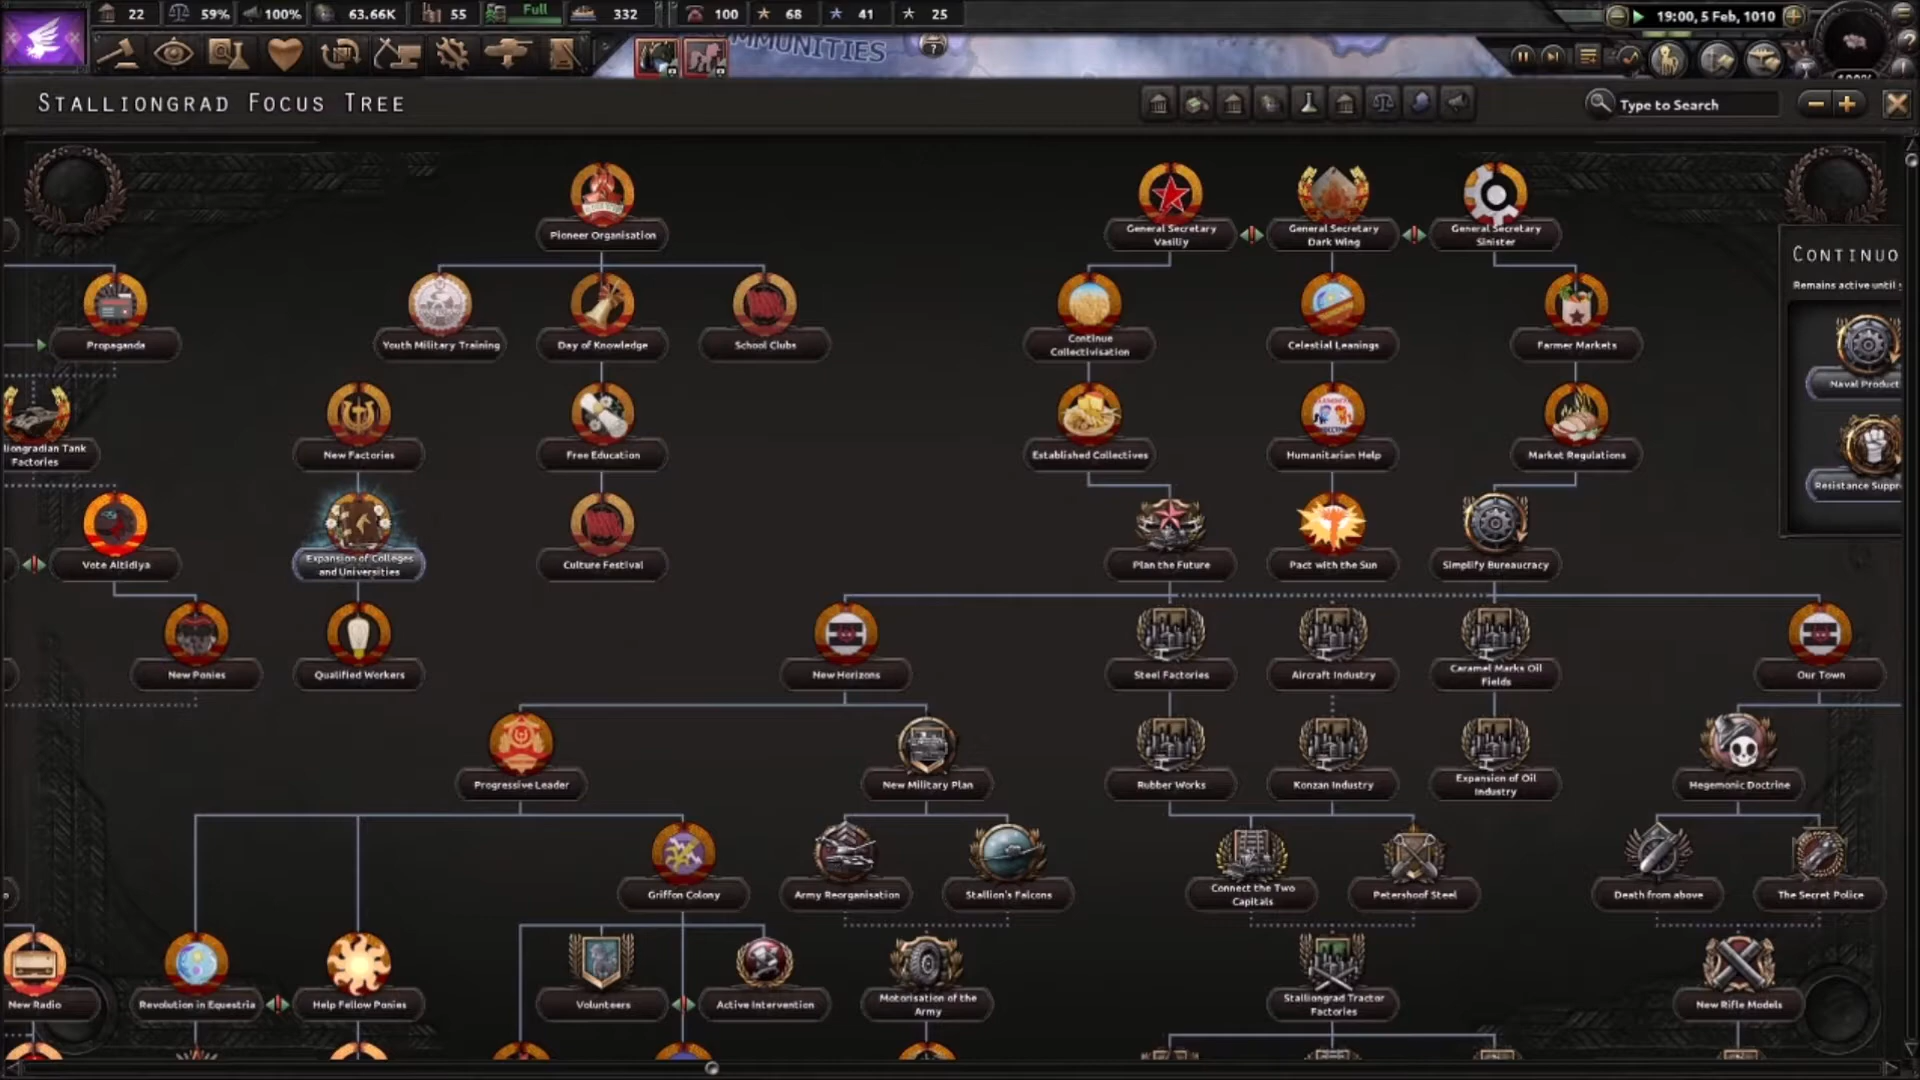 22
59%
100%
63.66K
55
Full
332
100
68
41
25
19:00, 5 Feb, 1010
MMUNITIES
?
100%
Stalliongrad Focus Tree
Type to Search
Pioneer Organisation
General Secretary
Vasiliy
General Secretary
Dark Wing
General Secretary
Sinister
Continuo
Remains active until
Propaganda
Youth Military Training
Day of Knowledge
School Clubs
Continue
Collectivisation
Celestial Leanings
Farmer Markets
Naval Product
liongradian Tank
Factories
New Factories
Free Education
Established Collectives
Humanitarian Help
Market Regulations
Resistance Suppr
Vote Altidiya
Expansion of Colleges
and Universities
Culture Festival
Plan the Future
Pact with the Sun
Simplify Bureaucracy
New Ponies
Qualified Workers
New Horizons
Steel Factories
Aircraft Industry
Caramel Marks Oil
Fields
Our Town
Progressive Leader
New Military Plan
Rubber Works
Konzan Industry
Expansion of Oil
Industry
Hegemonic Doctrine
Griffon Colony
Army Reorganisation
Stallion's Falcons
Connect the Two
Capitals
Petershoof Steel
Death from above
The Secret Police
New Radio
Revolution in Equestria
Help Fellow Ponies
Volunteers
Active Intervention
Motorisation of the
Army
Stalliongrad Tractor
Factories
New Rifle Models